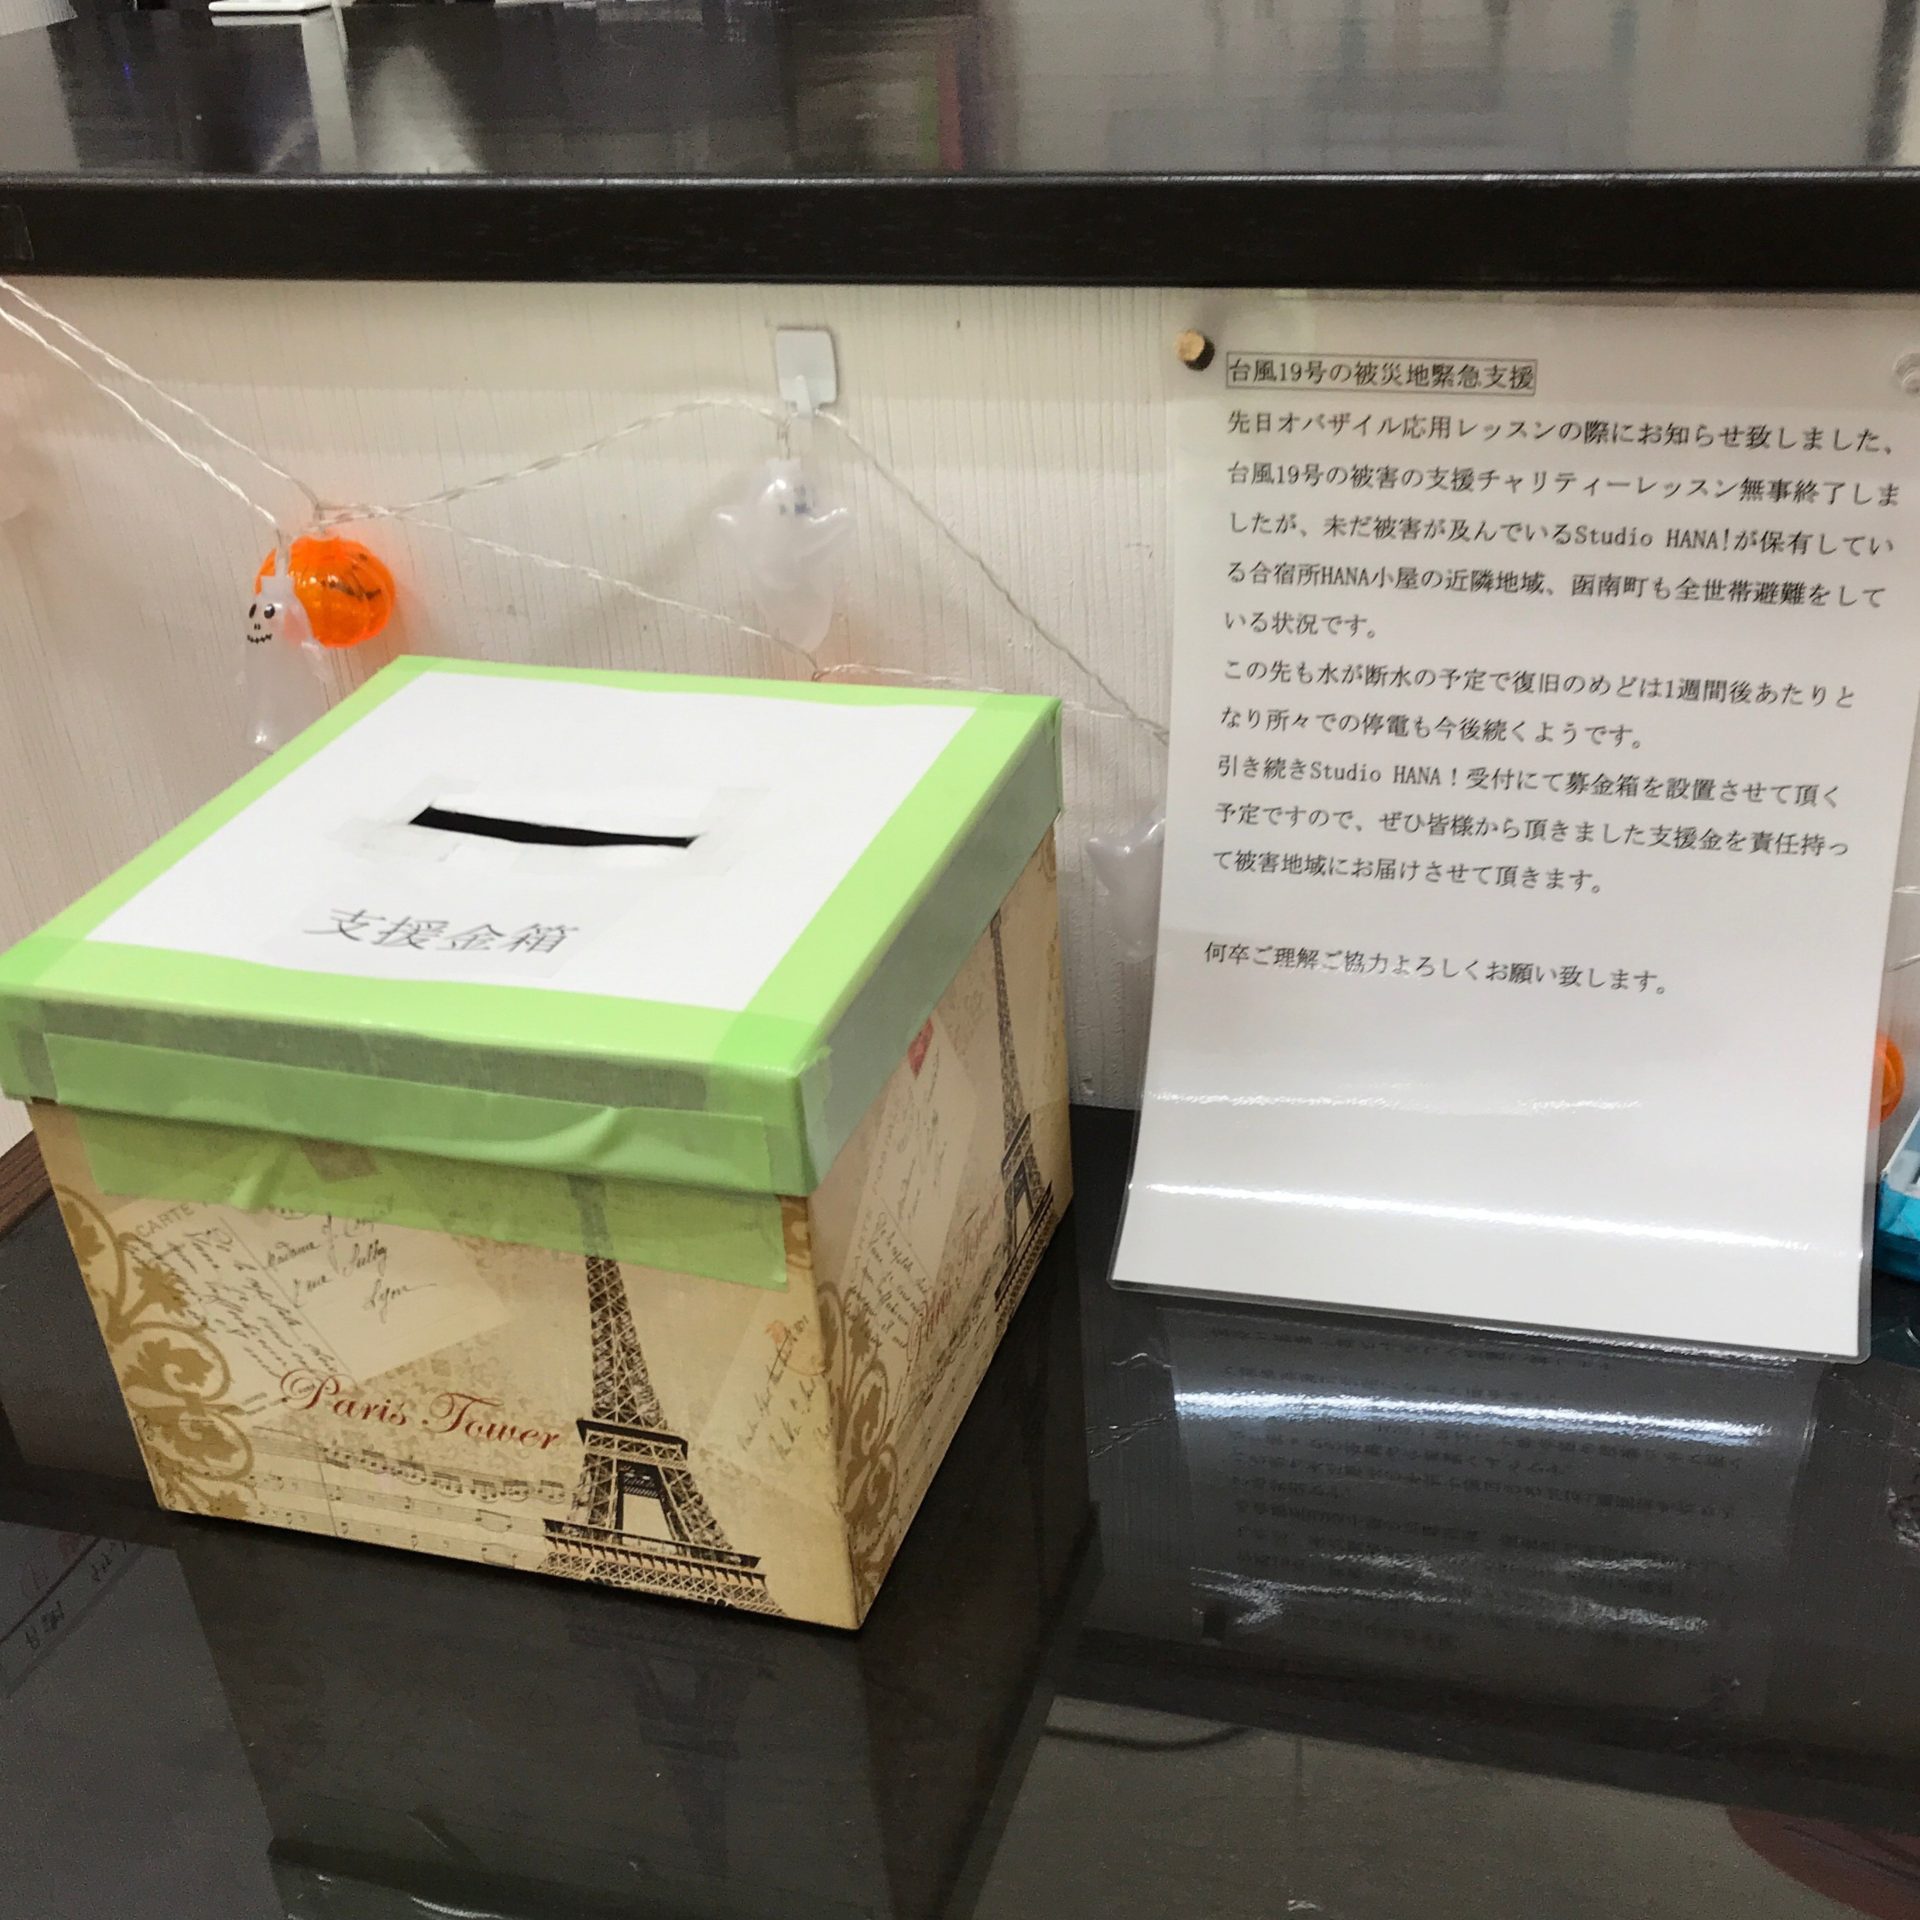 台風19号の被災地緊急支援
先日オバザイル応用レッスンの際にお知らせ致しました、
台風19号の被害の支援チャリティーレッスン無事終了しま
したが、未だ被害が及んでいるStudio HANA!が保有してい
る合宿所HANA小屋の近隣地域、函南町も全世帯避難をして
いる状況です。
この先も水が断水の予定で復旧のめどは1週間後あたりと
なり所々での停電も今後続くようです。
引き続きStudio HANA！受付にて募金箱を設置させて頂く
予定ですので、ぜひ皆様から頂きました支援金を責任持っ
て被害地域にお届けさせて頂きます。
何卒ご理解ご協力よろしくお願い致します。
支援金箱
CARTE
Paris Tower
Paris Tower